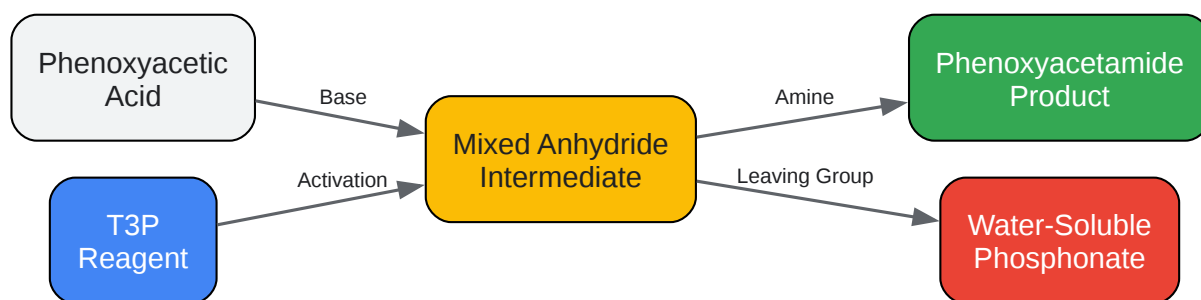 Phenoxyacetic
Acid
Base
T3P
Reagent
Activation
Mixed Anhydride
Intermediate
Amine
Phenoxyacetamide
Product
Leaving Group
Water-Soluble
Phosphonate